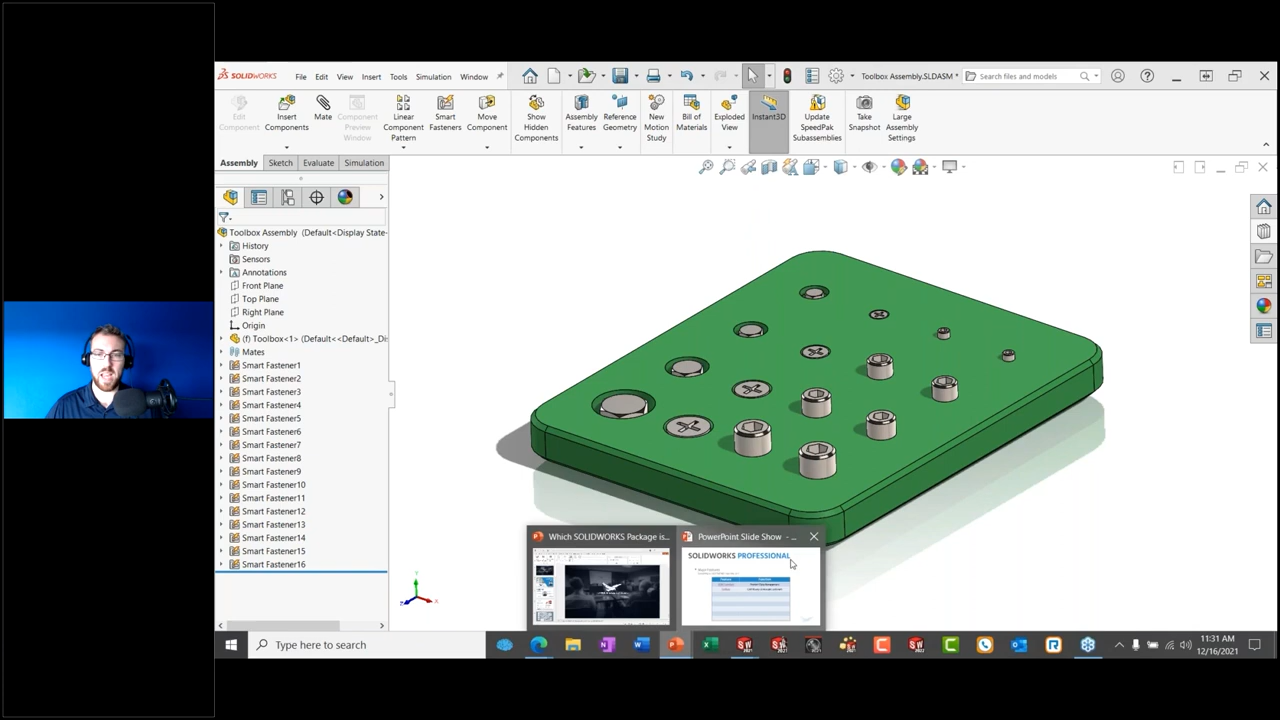 SOLIDWORKS File Edit View Insert Tools Simulation Window Toolbox Assembly.SLDASM * Search files and models
Edit Component
Insert Components
Mate
Component Preview Window
Linear Component Pattern
Smart Fasteners
Move Component
Show Hidden Components
Assembly Features
Reference Geometry
New Motion Study
Bill of Materials
Exploded View
Instant3D
Update SpeedPak Subassemblies
Take Snapshot
Large Assembly Settings
Assembly Sketch Evaluate Simulation
Toolbox Assembly (Default<Display State-
History
Sensors
Annotations
Front Plane
Top Plane
Right Plane
Origin
(f) Toolbox<1> (Default<<Default>_Dis
Mates
Smart Fastener1
Smart Fastener2
Smart Fastener3
Smart Fastener4
Smart Fastener5
Smart Fastener6
Smart Fastener7
Smart Fastener8
Smart Fastener9
Smart Fastener10
Smart Fastener11
Smart Fastener12
Smart Fastener13
Smart Fastener14
Smart Fastener15
Smart Fastener16
Which SOLIDWORKS Package is...
PowerPoint Slide Show - ...
SOLIDWORKS PROFESSIONAL
Type here to search
11:31 AM
12/16/2021